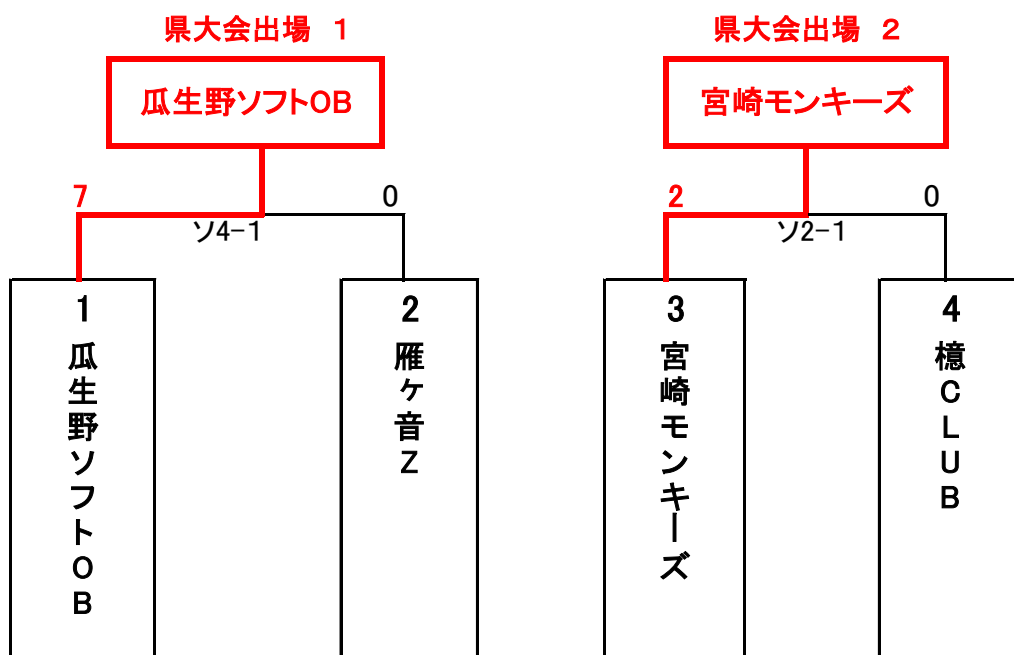 県大会出場 1
県大会出場 2
瓜生野ソフトOB
宮崎モンキーズ
7
0
2
0
ソ4-1
ソ2-1
1
2
3
4
瓜生野ソフトOB
雁ヶ音Z
宮崎モンキーズ
檍CLUB